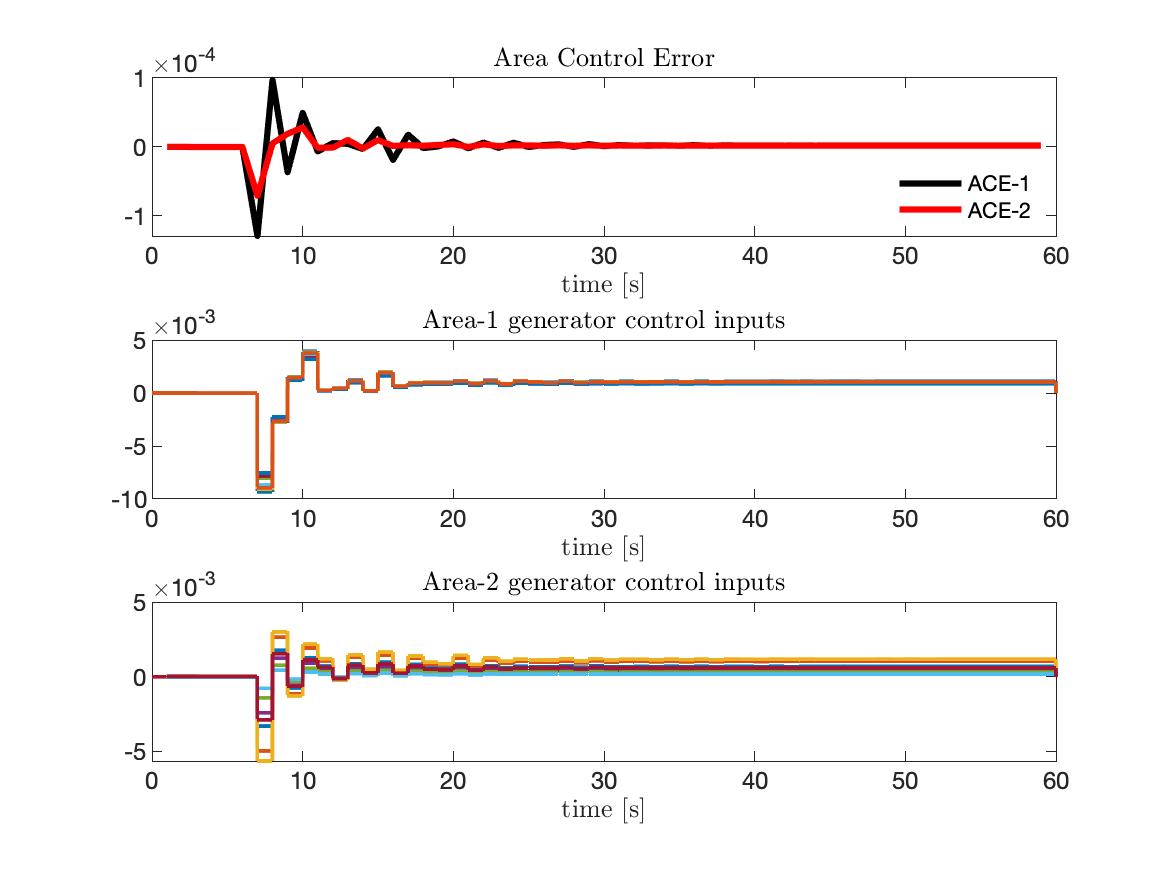 Area Control Error
×10-4
1
0
-1
ACE-1
ACE-2
0 10 20 30 40 50 60
time [s]
Area-1 generator control inputs
×10-3
5
0
-5
-10
0 10 20 30 40 50 60
time [s]
Area-2 generator control inputs
×10-3
5
0
-5
0 10 20 30 40 50 60
time [s]